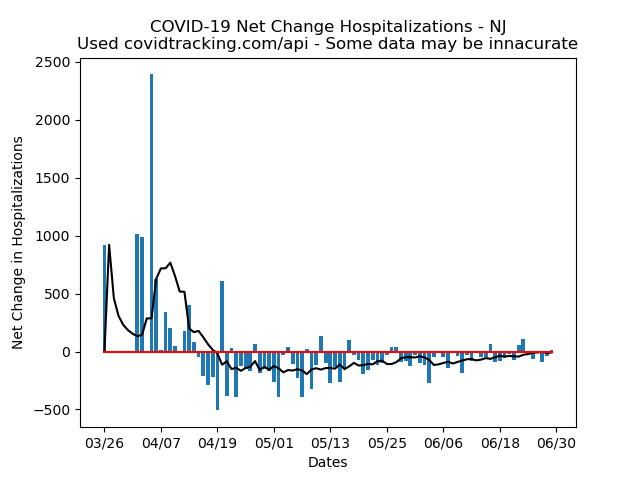 COVID-19 Net Change Hospitalizations - NJ
Used covidtracking.com/api - Some data may be innacurate
Net Change in Hospitalizations
2500
2000
1500
1000
500
0
−500
03/26 04/07 04/19 05/01 05/13 05/25 06/06 06/18 06/30
Dates